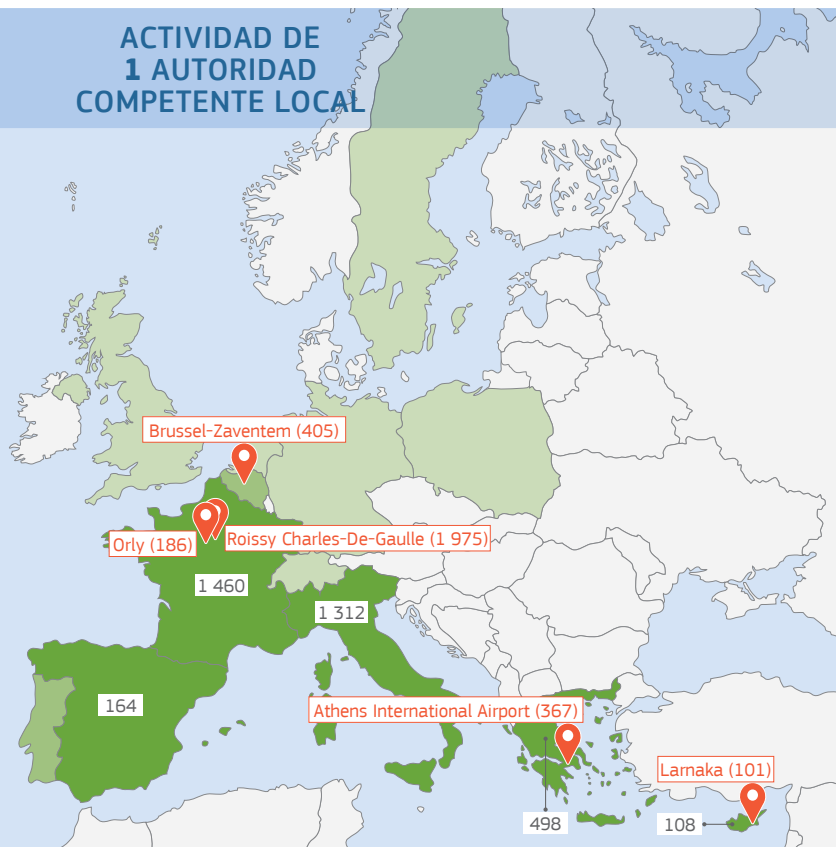 ACTIVIDAD DE
1 AUTORIDAD
COMPETENTE LOCAL
Brussel-Zaventem (405)
Orly (186)
Roissy Charles-De-Gaulle (1 975)
1 460
1 312
164
Athens International Airport (367)
Larnaka (101)
498
108